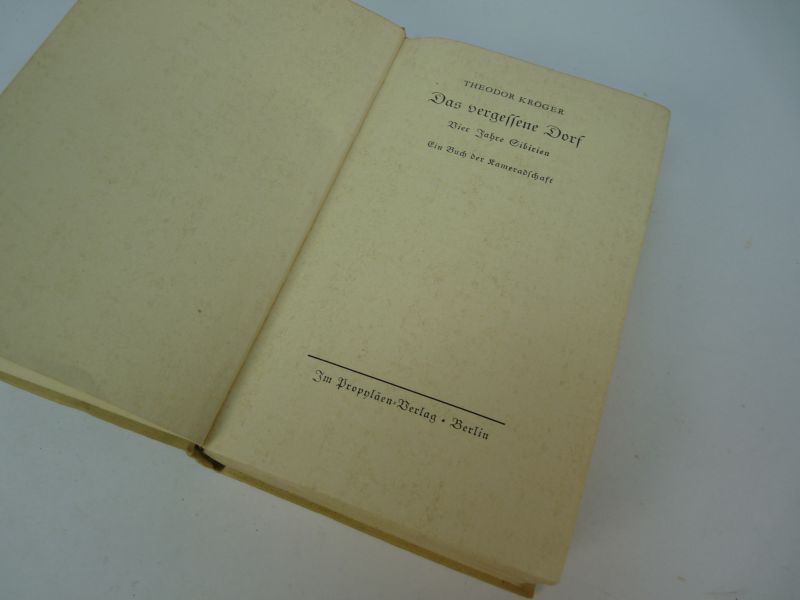 THEODOR KRÖGER
Das vergessene Dorf
Vier Jahre Sibirien
Ein Buch der Kameradschaft
Im Propyläen-Verlag • Berlin